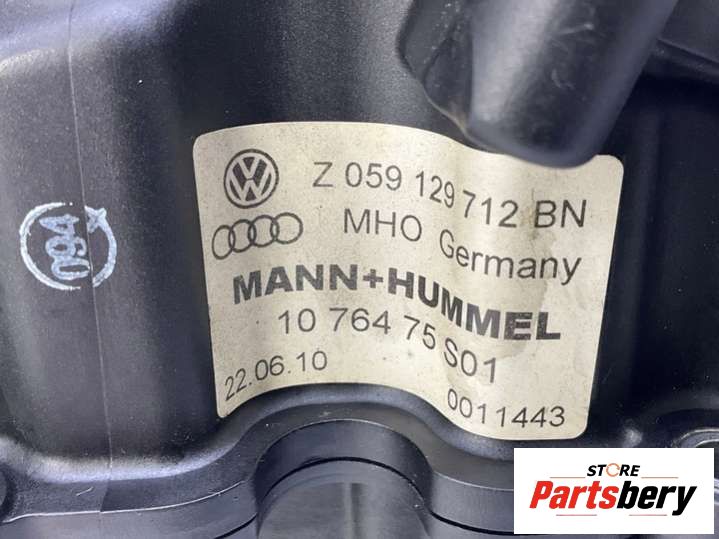 Z 059 129 712 BN
MHO Germany
MANN+HUMMEL
10 764 75 S01
22.06.10
0011443
094
STORE
Partsbery